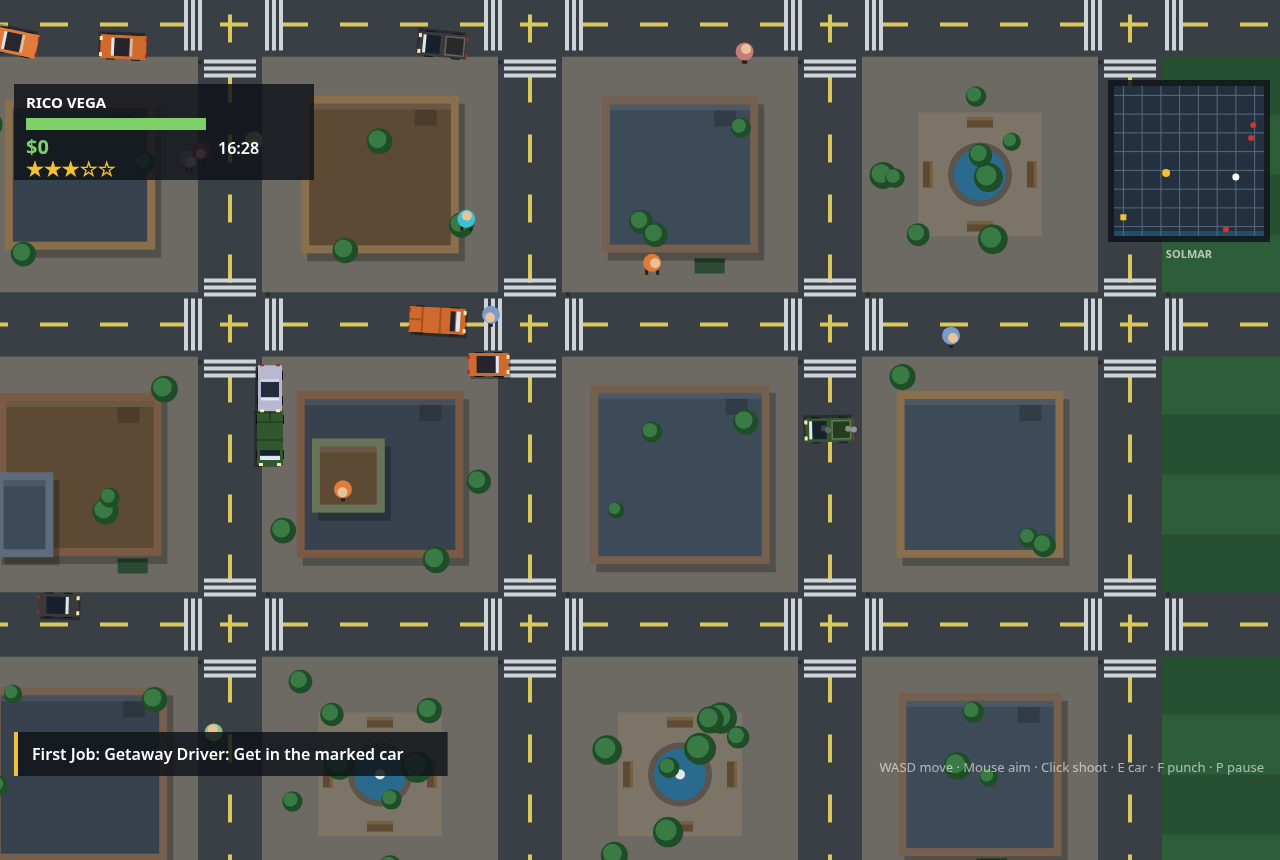 RICO VEGA
$0 16:28
★★★☆☆
SOLMAR
First Job: Getaway Driver: Get in the marked car
WASD move · Mouse aim · Click shoot · E car · F punch · P pause